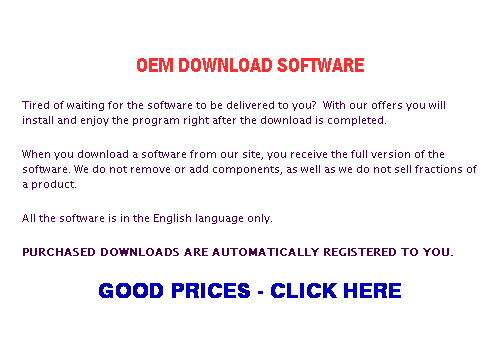 OEM DOWNLOAD SOFTWARE
Tired of waiting for the software to be delivered to you?  With our offers you will
install and enjoy the program right after the download is completed.
When you download a software from our site, you receive the full version of the
software. We do not remove or add components, as well as we do not sell fractions of
a product.
All the software is in the English language only.
PURCHASED DOWNLOADS ARE AUTOMATICALLY REGISTERED TO YOU.
GOOD PRICES - CLICK HERE